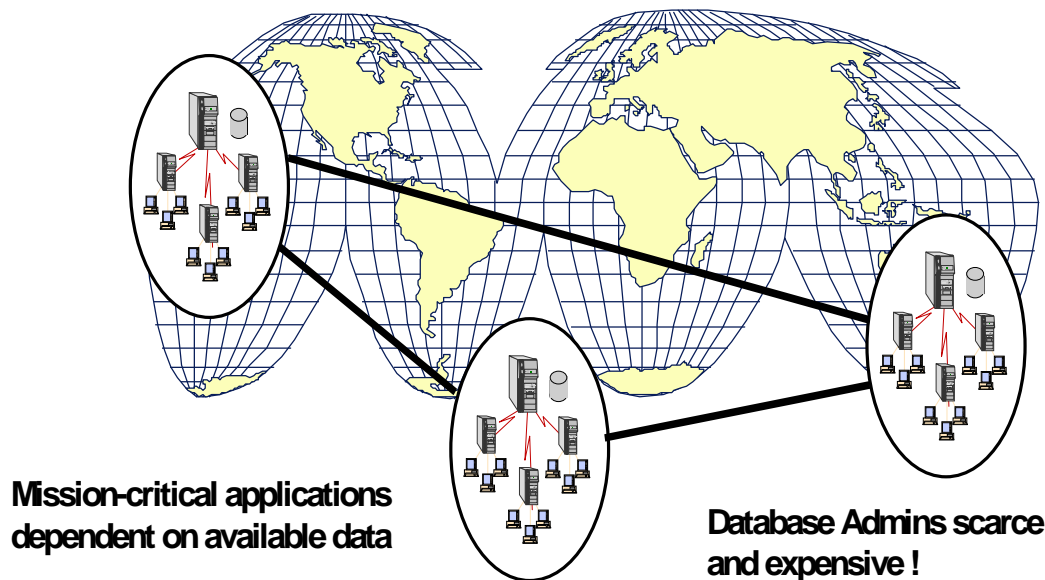 Mission-critical applications
dependent on available data
Database Admins scarce
and expensive !